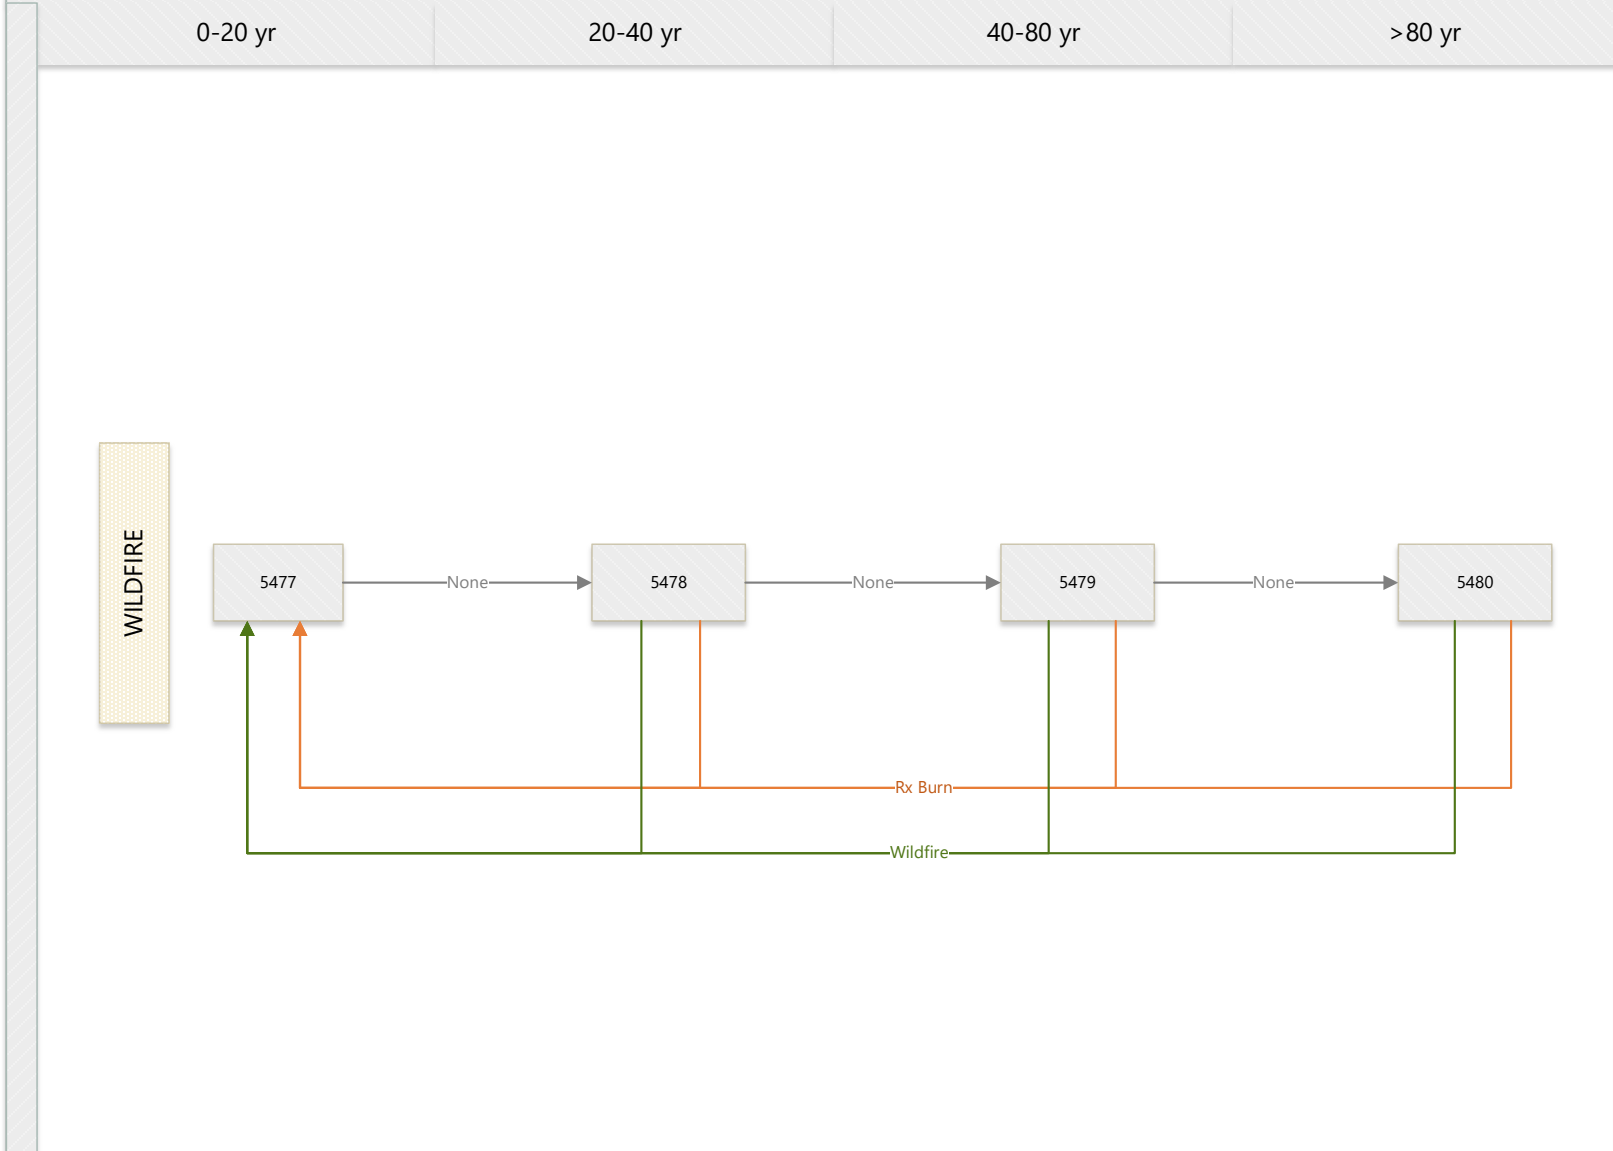 0-20 yr
20-40 yr
40-80 yr
>80 yr
WILDFIRE
5477
None
5478
None
5479
None
5480
Rx Burn
Wildfire